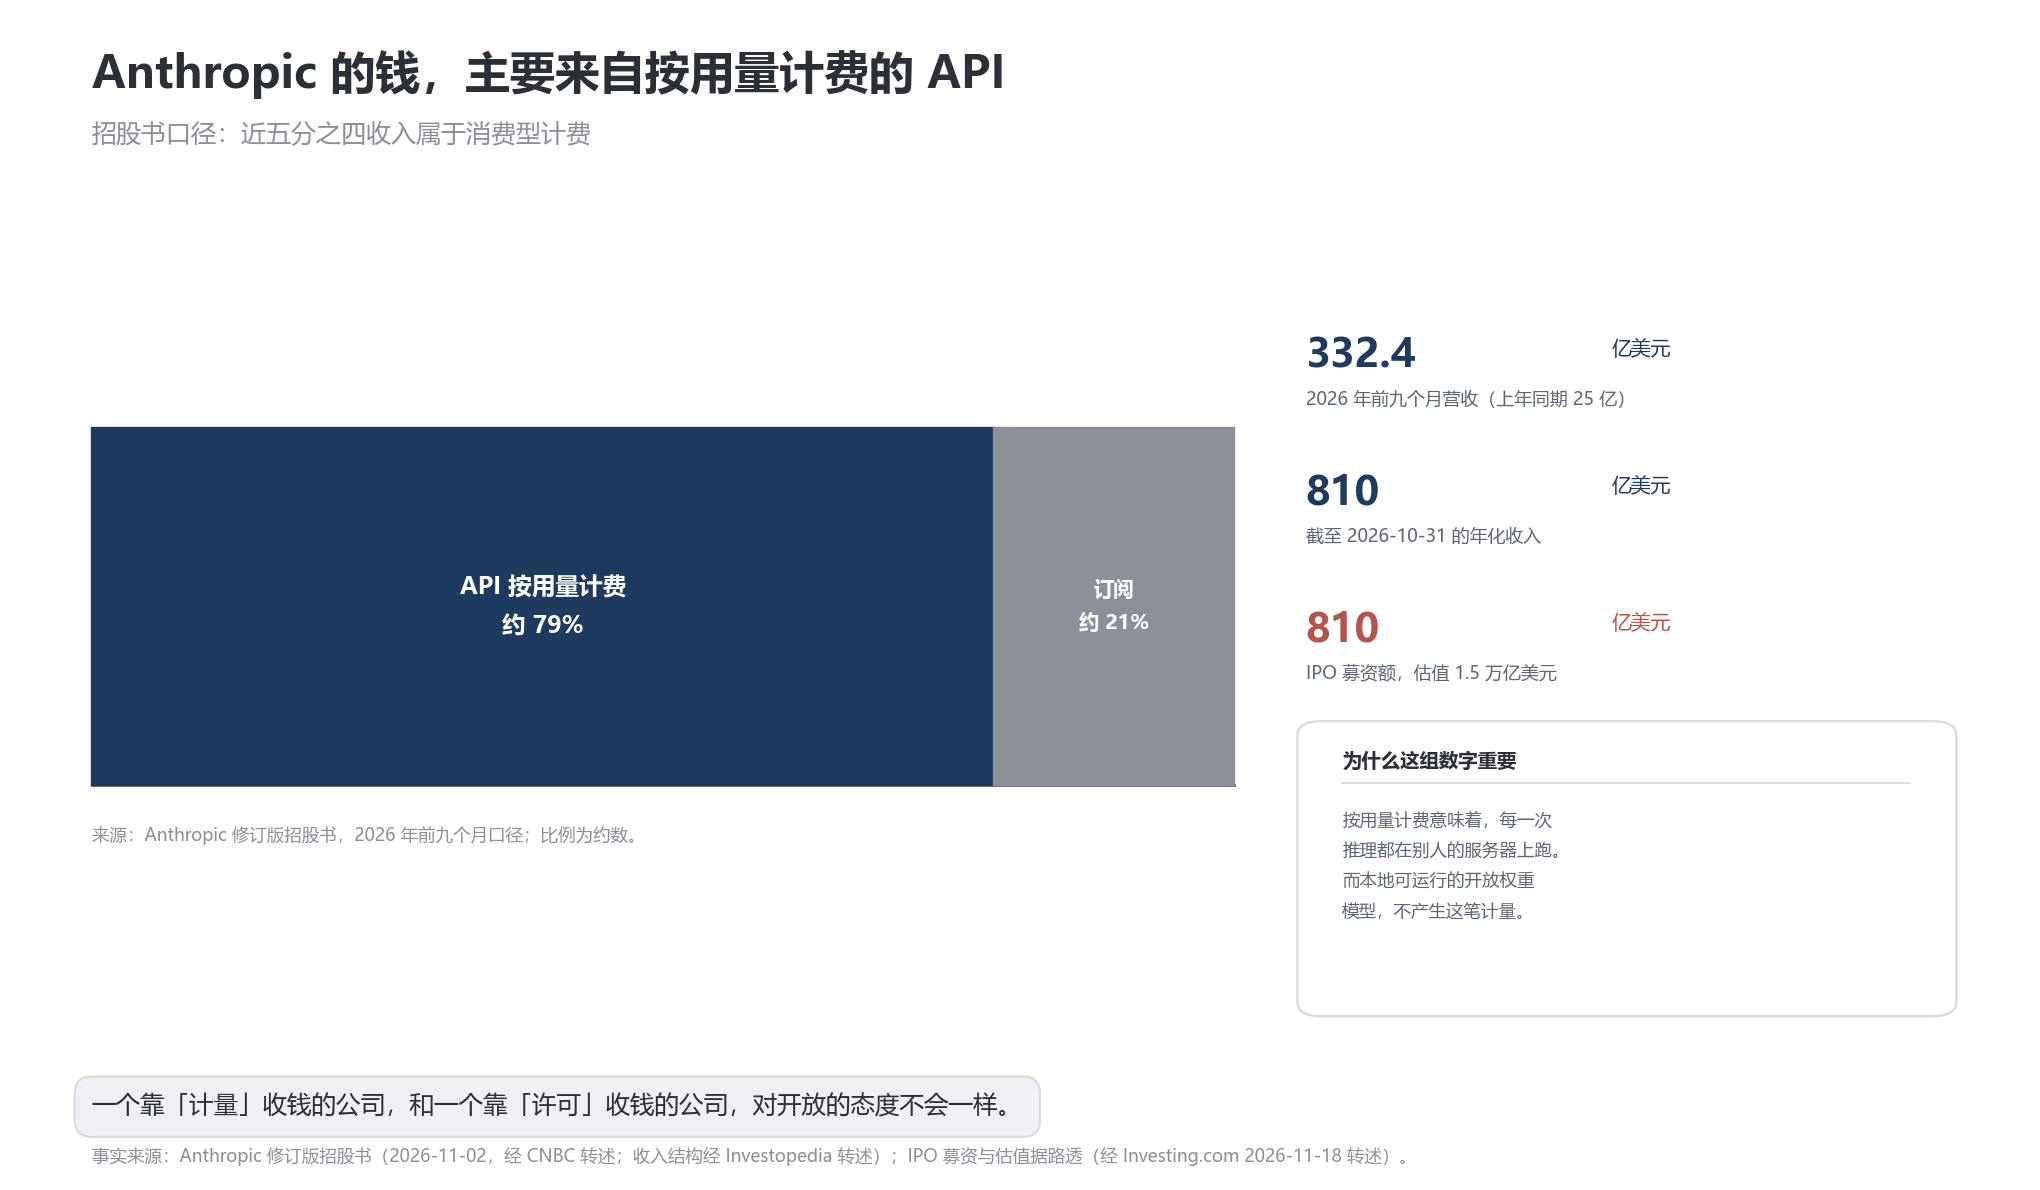 Anthropic 的钱，主要来自按用量计费的 API
招股书口径：近五分之四收入属于消费型计费
API 按用量计费
约 79%
订阅
约 21%
来源：Anthropic 修订版招股书，2026 年前九个月口径；比例为约数。
332.4 亿美元
2026 年前九个月营收（上年同期 25 亿）
810 亿美元
截至 2026-10-31 的年化收入
810 亿美元
IPO 募资额，估值 1.5 万亿美元
为什么这组数字重要
按用量计费意味着，每一次
推理都在别人的服务器上跑。
而本地可运行的开放权重
模型，不产生这笔计量。
一个靠「计量」收钱的公司，和一个靠「许可」收钱的公司，对开放的态度不会一样。
事实来源：Anthropic 修订版招股书（2026-11-02，经 CNBC 转述；收入结构经 Investopedia 转述）；IPO 募资与估值据路透（经 Investing.com 2026-11-18 转述）。